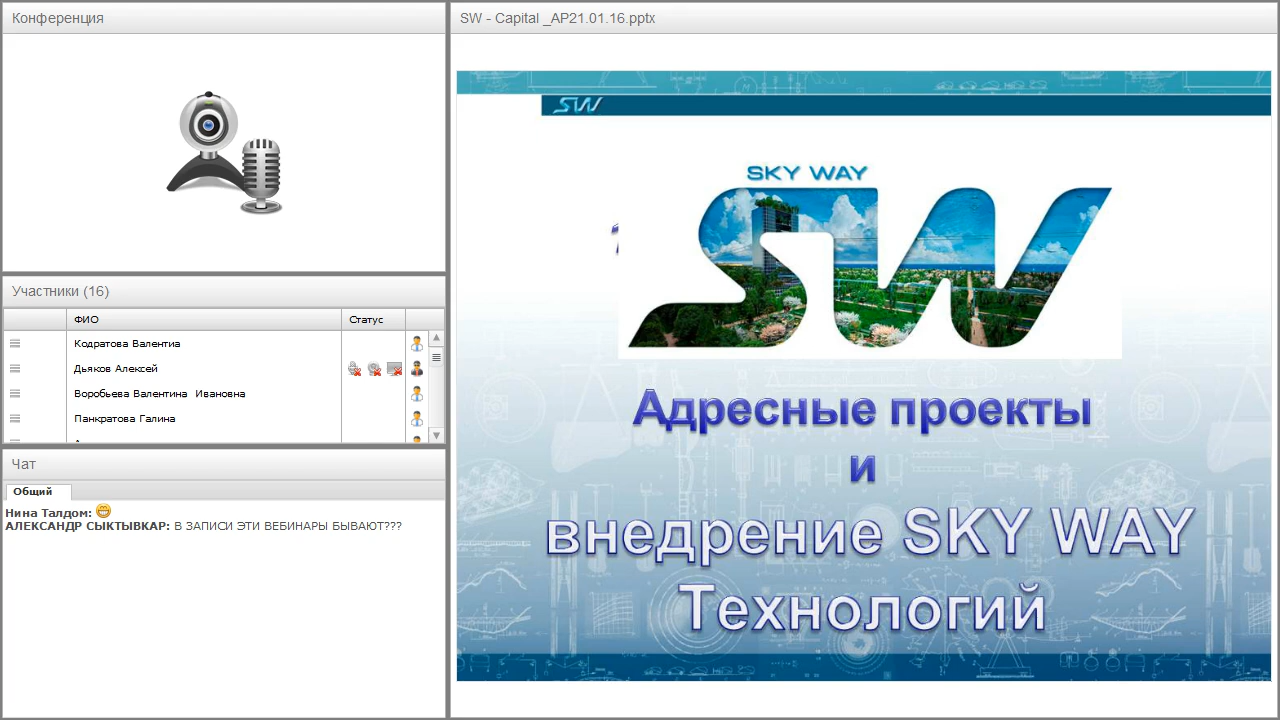 Конференция
Участники (16)
ФИО Статус
Кодратова Валентиа
Дьяков Алексей
Воробьева Валентина Ивановна
Панкратова Галина
Чат
Общий
Нина Талдом:
АЛЕКСАНДР СЫКТЫВКАР: В ЗАПИСИ ЭТИ ВЕБИНАРЫ БЫВАЮТ???
SW - Capital _AP21.01.16.pptx
SW
SKY WAY
SW
Адресные проекты
и
внедрение SKY WAY
Технологий